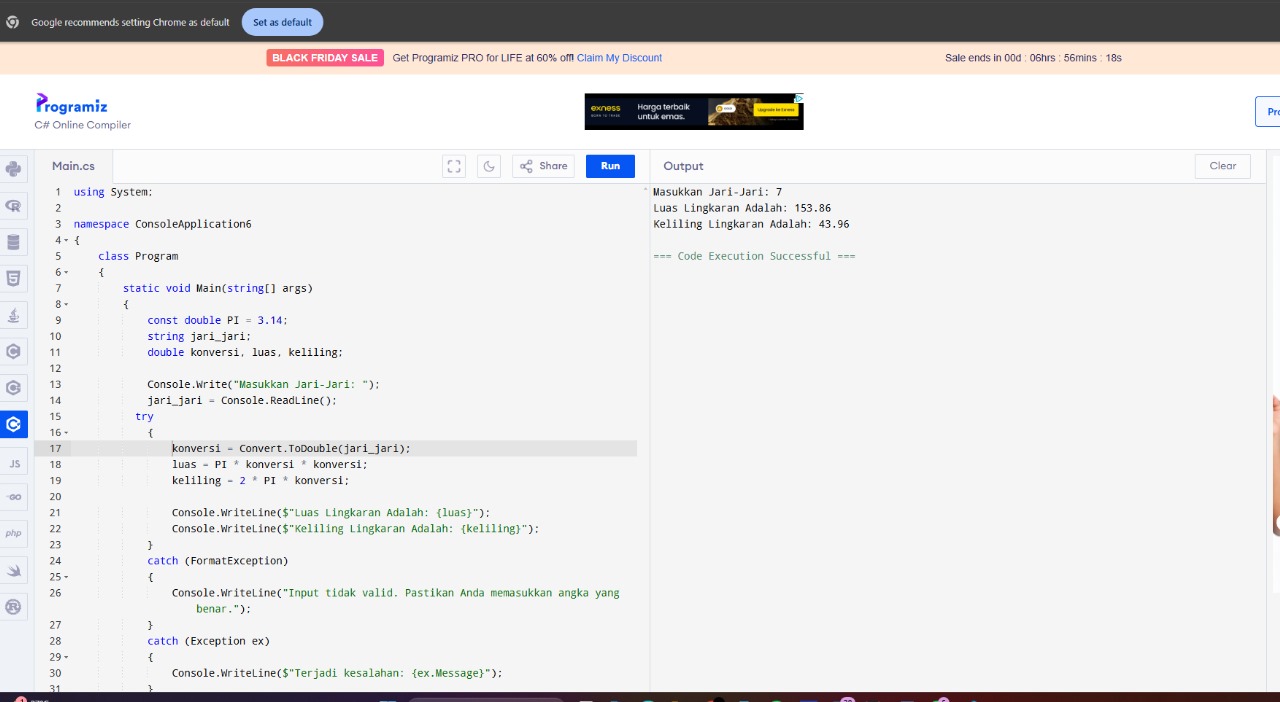 Google recommends setting Chrome as default Set as default
BLACK FRIDAY SALE Get Programiz PRO for LIFE at 60% off! Claim My Discount Sale ends in 00d : 06hrs : 56mins : 18s
Programiz
C# Online Compiler
exness
Harga terbaik
untuk emas.
Main.cs Share Run Output Clear
1 using System;
2
3 namespace ConsoleApplication6
4 {
5 class Program
6 {
7 static void Main(string[] args)
8 {
9 const double PI = 3.14;
10 string jari_jari;
11 double konversi, luas, keliling;
12
13 Console.Write("Masukkan Jari-Jari: ");
14 jari_jari = Console.ReadLine();
15 try
16 {
17 konversi = Convert.ToDouble(jari_jari);
18 luas = PI * konversi * konversi;
19 keliling = 2 * PI * konversi;
20
21 Console.WriteLine($"Luas Lingkaran Adalah: {luas}");
22 Console.WriteLine($"Keliling Lingkaran Adalah: {keliling}");
23 }
24 catch (FormatException)
25 {
26 Console.WriteLine("Input tidak valid. Pastikan Anda memasukkan angka yang
benar.");
27 }
28 catch (Exception ex)
29 {
30 Console.WriteLine($"Terjadi kesalahan: {ex.Message}");
31 }
Masukkan Jari-Jari: 7
Luas Lingkaran Adalah: 153.86
Keliling Lingkaran Adalah: 43.96
=== Code Execution Successful ===
JS
GO
php